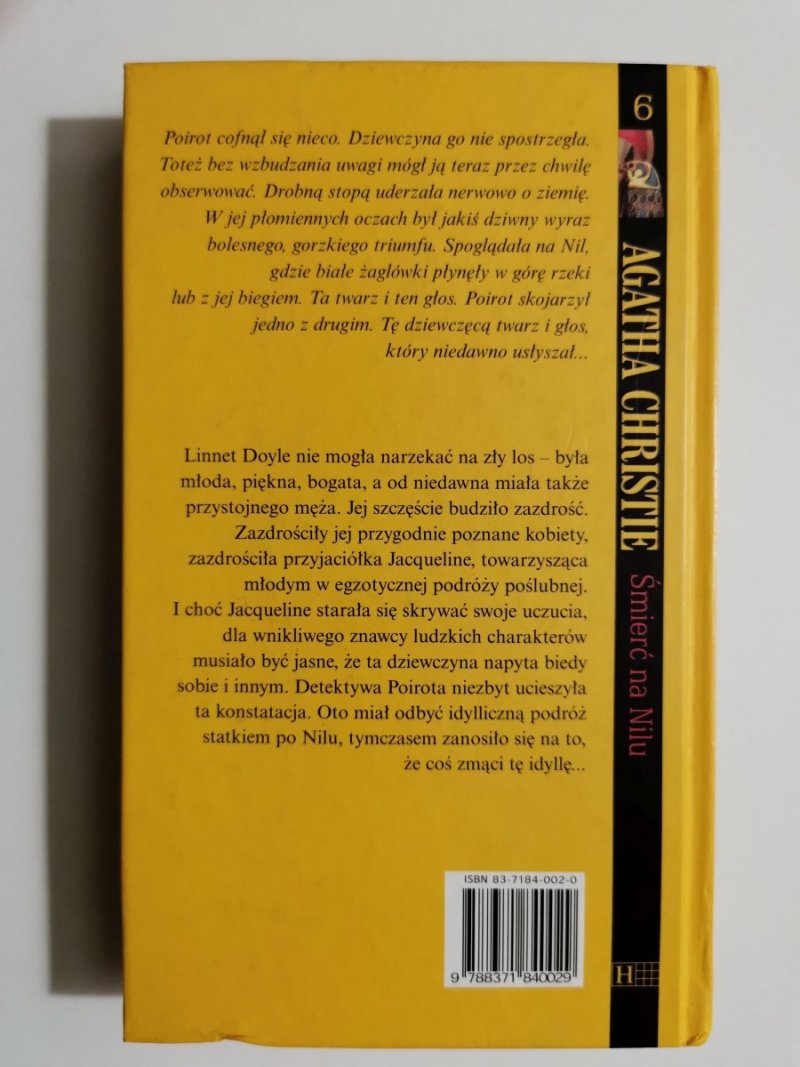 Poirot cofnął się nieco. Dziewczyna go nie spostrzegła.
Toteż bez wzbudzania uwagi mógł ją teraz przez chwilę
obserwować. Drobną stopą uderzała nerwowo o ziemię.
W jej płomiennych oczach był jakiś dziwny wyraz
bolesnego, gorzkiego triumfu. Spoglądała na Nil,
gdzie białe żaglówki płynęły w górę rzeki
lub z jej biegiem. Ta twarz i ten głos. Poirot skojarzył
jedno z drugim. Tę dziewczęcą twarz i głos,
który niedawno usłyszał...
Linnet Doyle nie mogła narzekać na zły los – była
młoda, piękna, bogata, a od niedawna miała także
przystojnego męża. Jej szczęście budziło zazdrość.
Zazdrościły jej przygodnie poznane kobiety,
zazdrościła przyjaciółka Jacqueline, towarzysząca
młodym w egzotycznej podróży poślubnej.
I choć Jacqueline starała się skrywać swoje uczucia,
dla wnikliwego znawcy ludzkich charakterów
musiało być jasne, że ta dziewczyna napyta biedy
sobie i innym. Detektywa Poirota niezbyt ucieszyła
ta konstatacja. Oto miał odbyć idylliczną podróż
statkiem po Nilu, tymczasem zanosiło się na to,
że coś zmąci tę idyllę...
ISBN 83-7184-002-0
9 788371 840029
6
AGATHA CHRISTIE
Śmierć na Nilu
H